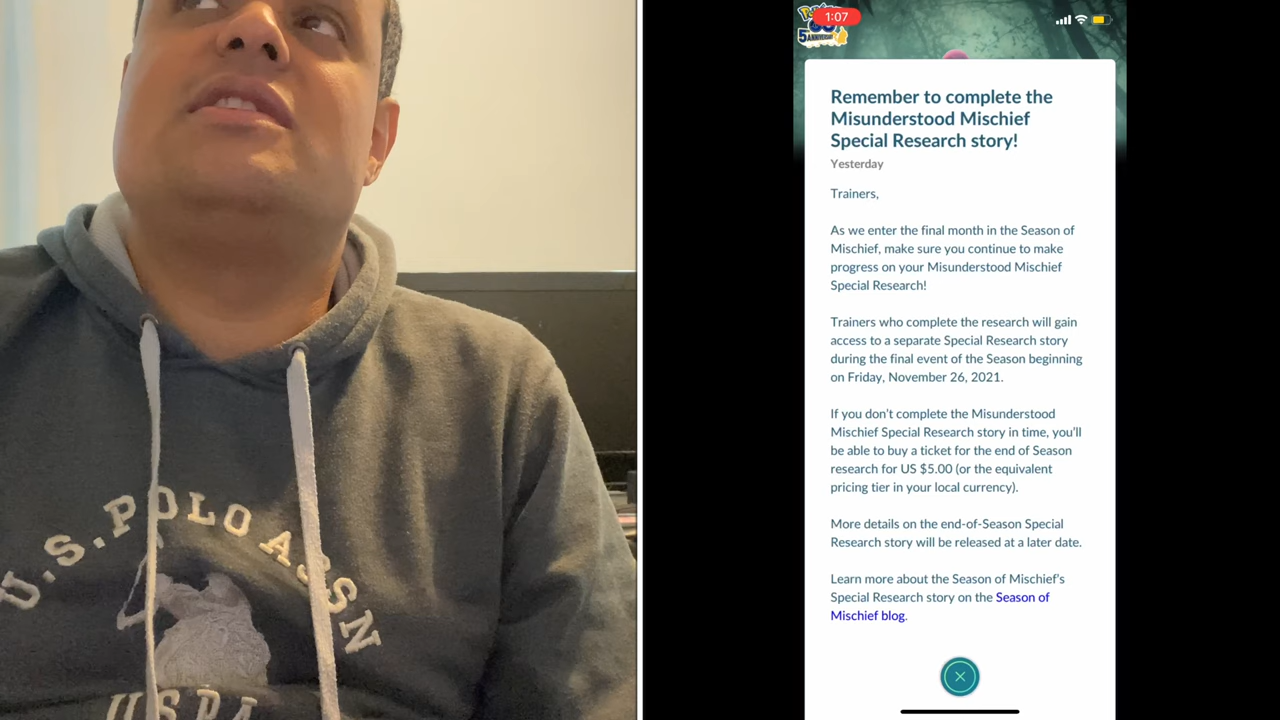 U.S.POLO ASSN
USPA
5 ANNIVERSARY
1:07
Remember to complete the
Misunderstood Mischief
Special Research story!
Yesterday
Trainers,
As we enter the final month in the Season of
Mischief, make sure you continue to make
progress on your Misunderstood Mischief
Special Research!
Trainers who complete the research will gain
access to a separate Special Research story
during the final event of the Season beginning
on Friday, November 26, 2021.
If you don’t complete the Misunderstood
Mischief Special Research story in time, you’ll
be able to buy a ticket for the end of Season
research for US $5.00 (or the equivalent
pricing tier in your local currency).
More details on the end-of-Season Special
Research story will be released at a later date.
Learn more about the Season of Mischief’s
Special Research story on the Season of
Mischief blog.